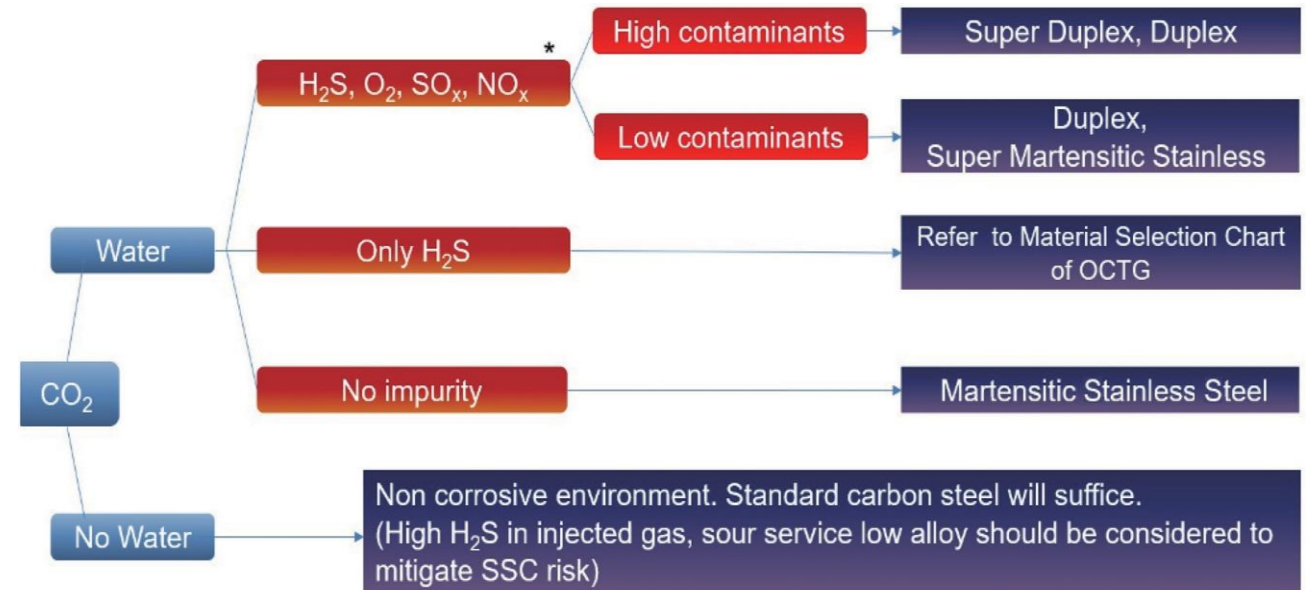 *
High contaminants
Super Duplex, Duplex
H₂S, O₂, SOₓ, NOₓ
Low contaminants
Duplex,
Super Martensitic Stainless
Water
Only H₂S
Refer to Material Selection Chart
of OCTG
CO₂
No impurity
Martensitic Stainless Steel
No Water
Non corrosive environment. Standard carbon steel will suffice.
(High H₂S in injected gas, sour service low alloy should be considered to
mitigate SSC risk)